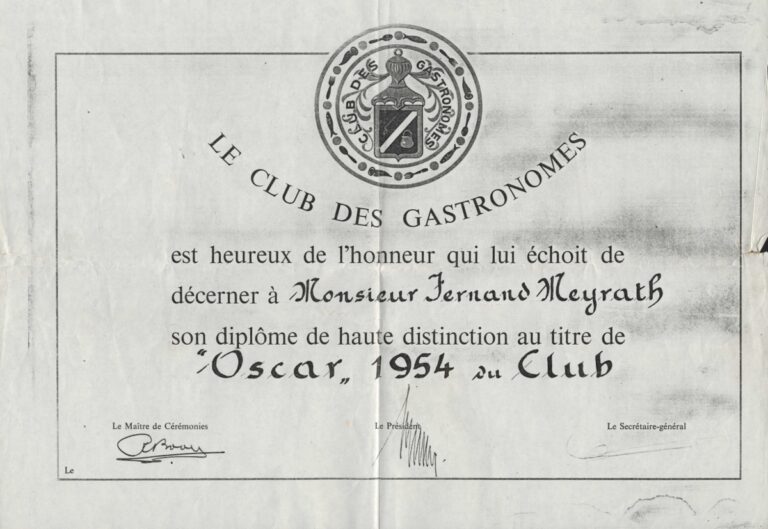 CLUB DES GASTRONOMES
LE CLUB DES GASTRONOMES
est heureux de l'honneur qui lui échoit de
décerner à Monsieur Fernand Meyrath
son diplôme de haute distinction au titre de
"Oscar„ 1954 du Club
Le Maître de Cérémonies
Le Président
Le Secrétaire-général
Le